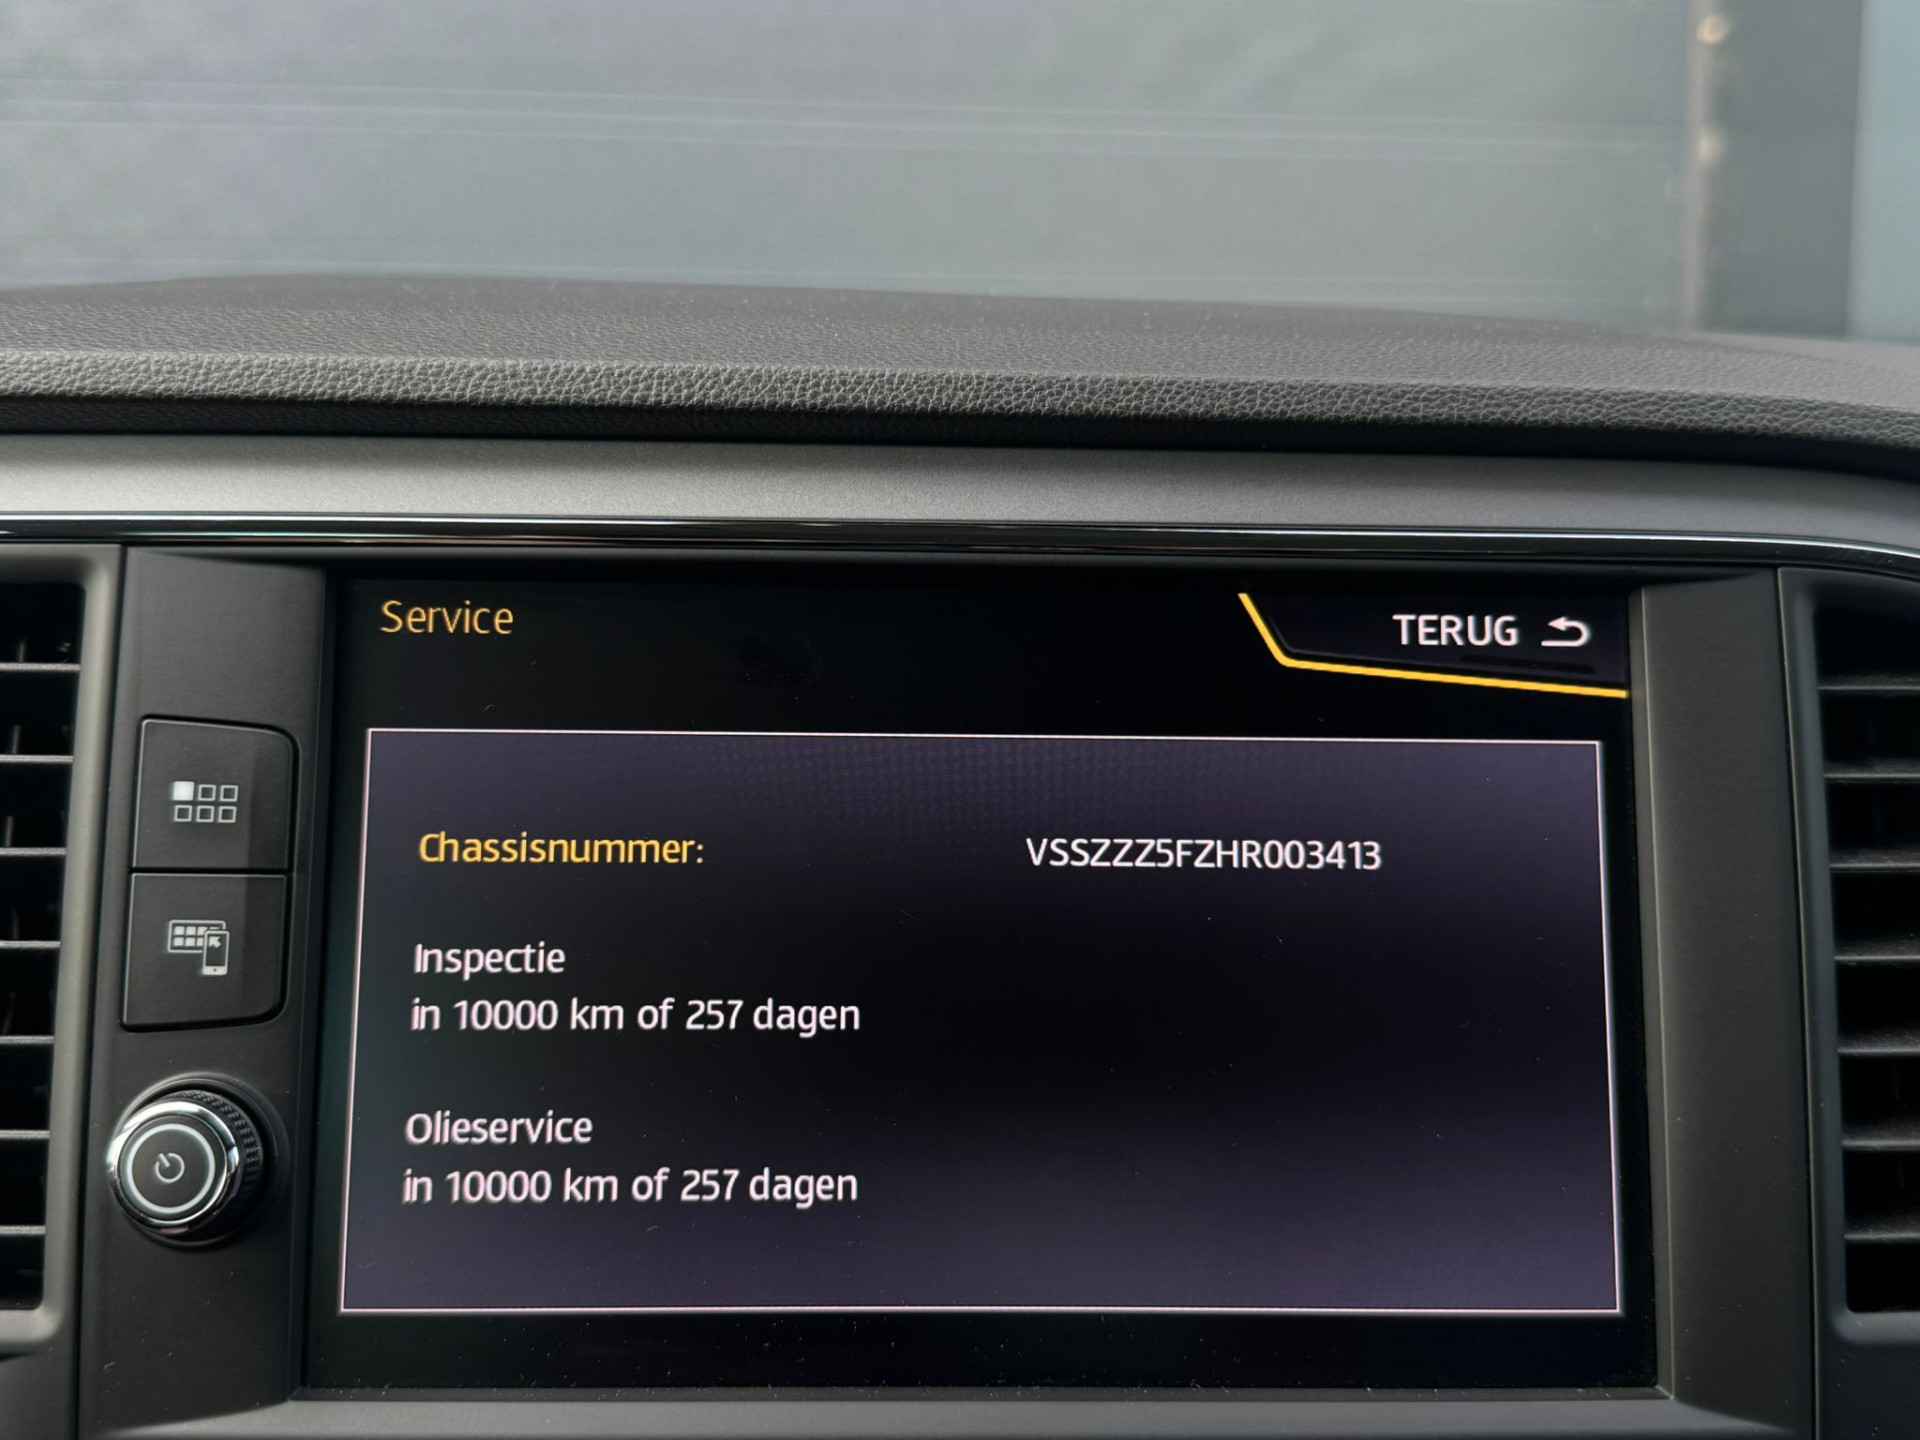 Service
TERUG
Chassisnummer: VSSZZZ5FZHR003413
Inspectie
in 10000 km of 257 dagen
Olieservice
in 10000 km of 257 dagen